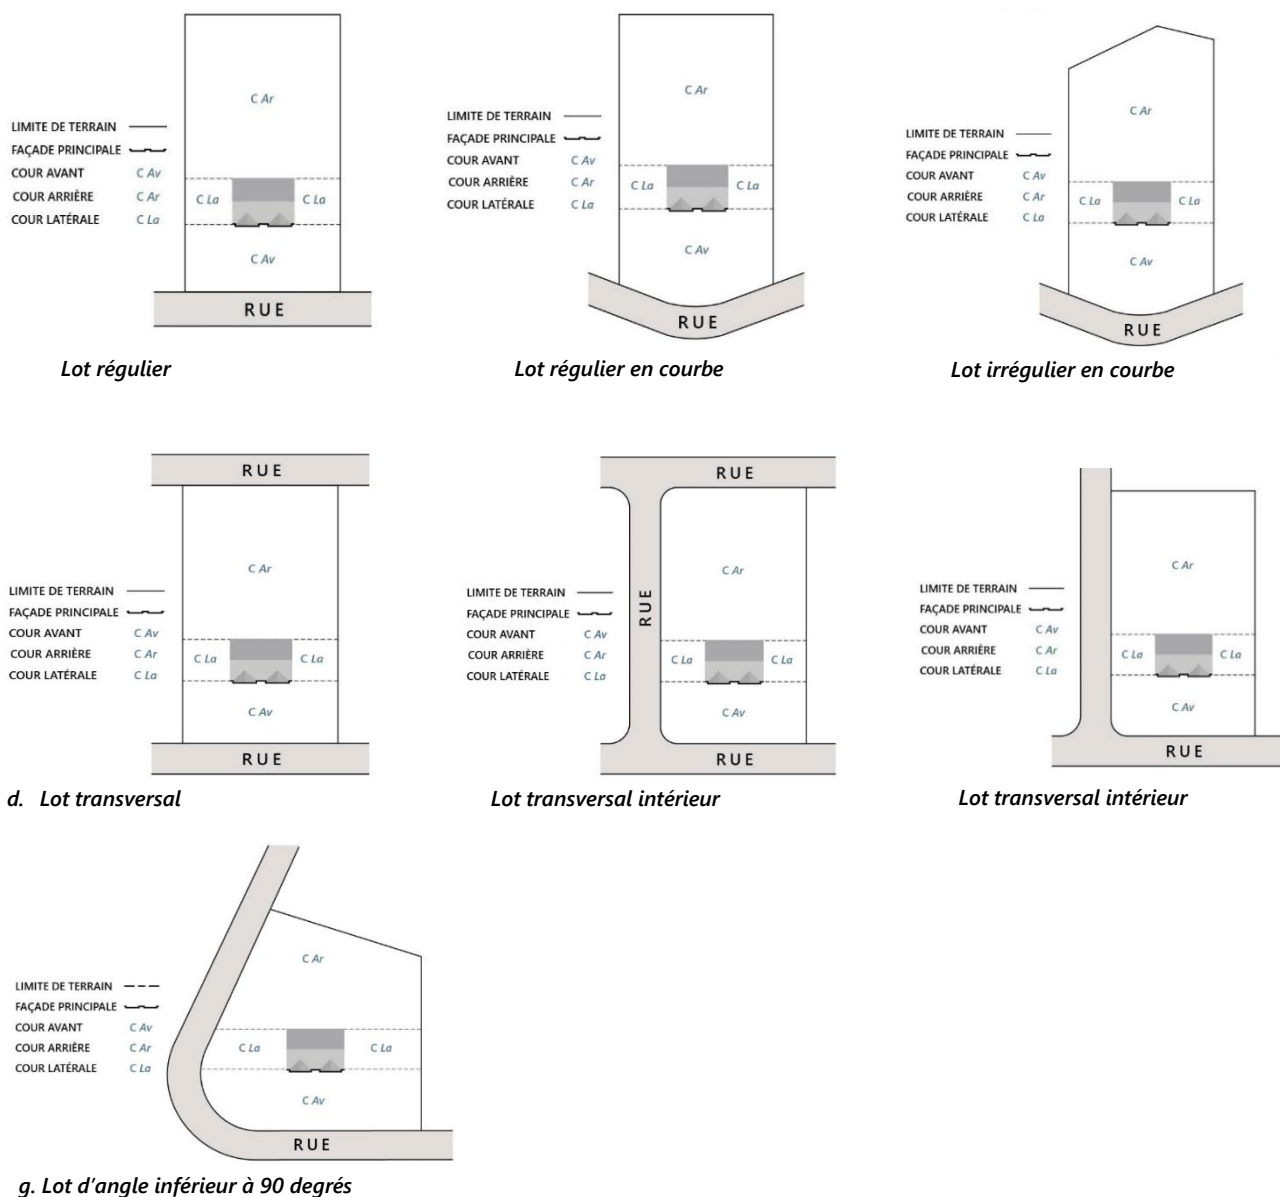 C Ar
LIMITE DE TERRAIN
FAÇADE PRINCIPALE
COUR AVANT C Av
COUR ARRIÈRE C Ar
COUR LATÉRALE C La
C La C La
C Av
RUE
Lot régulier
C Ar
LIMITE DE TERRAIN
FAÇADE PRINCIPALE
COUR AVANT C Av
COUR ARRIÈRE C Ar
COUR LATÉRALE C La
C La C La
C Av
RUE
Lot régulier en courbe
C Ar
LIMITE DE TERRAIN
FAÇADE PRINCIPALE
COUR AVANT C Av
COUR ARRIÈRE C Ar
COUR LATÉRALE C La
C La C La
C Av
RUE
Lot irrégulier en courbe
RUE
C Ar
LIMITE DE TERRAIN
FAÇADE PRINCIPALE
COUR AVANT C Av
COUR ARRIÈRE C Ar
COUR LATÉRALE C La
C La C La
C Av
RUE
d. Lot transversal
RUE
C Ar
RUE
LIMITE DE TERRAIN
FAÇADE PRINCIPALE
COUR AVANT C Av
COUR ARRIÈRE C Ar
COUR LATÉRALE C La
C La C La
C Av
RUE
Lot transversal intérieur
C Ar
LIMITE DE TERRAIN
FAÇADE PRINCIPALE
COUR AVANT C Av
COUR ARRIÈRE C Ar
COUR LATÉRALE C La
C La C La
C Av
RUE
Lot transversal intérieur
C Ar
LIMITE DE TERRAIN
FAÇADE PRINCIPALE
COUR AVANT C Av
COUR ARRIÈRE C Ar
COUR LATÉRALE C La
C La C La
C Av
RUE
g. Lot d'angle inférieur à 90 degrés